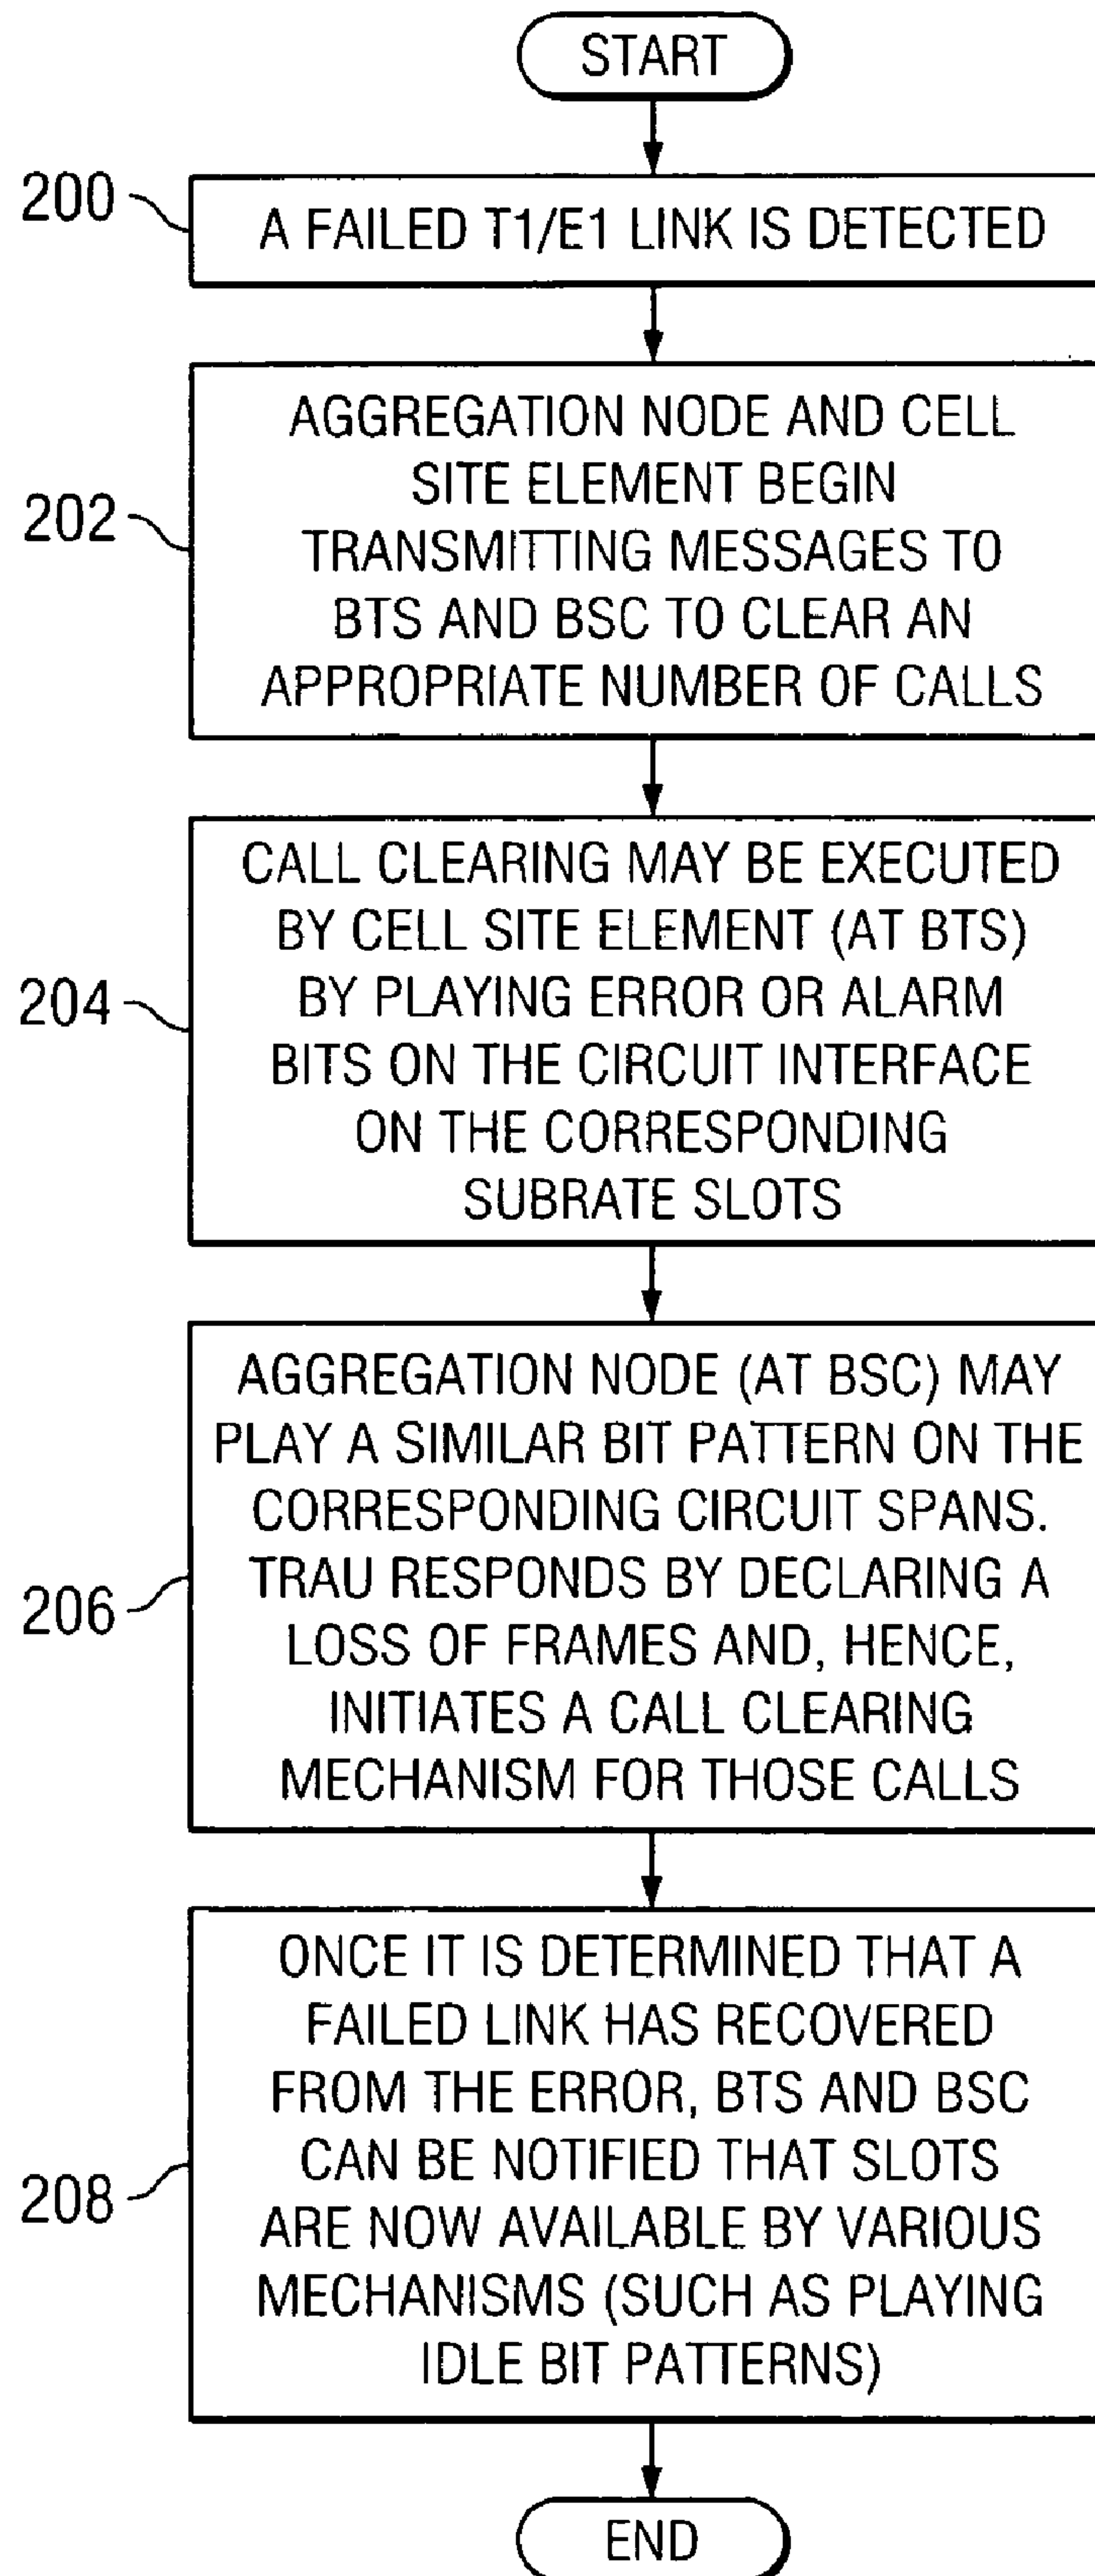 START
200
A FAILED T1/E1 LINK IS DETECTED
202
AGGREGATION NODE AND CELL
SITE ELEMENT BEGIN
TRANSMITTING MESSAGES TO
BTS AND BSC TO CLEAR AN
APPROPRIATE NUMBER OF CALLS
204
CALL CLEARING MAY BE EXECUTED
BY CELL SITE ELEMENT (AT BTS)
BY PLAYING ERROR OR ALARM
BITS ON THE CIRCUIT INTERFACE
ON THE CORRESPONDING
SUBRATE SLOTS
206
AGGREGATION NODE (AT BSC) MAY
PLAY A SIMILAR BIT PATTERN ON THE
CORRESPONDING CIRCUIT SPANS.
TRAU RESPONDS BY DECLARING A
LOSS OF FRAMES AND, HENCE,
INITIATES A CALL CLEARING
MECHANISM FOR THOSE CALLS
208
ONCE IT IS DETERMINED THAT A
FAILED LINK HAS RECOVERED
FROM THE ERROR, BTS AND BSC
CAN BE NOTIFIED THAT SLOTS
ARE NOW AVAILABLE BY VARIOUS
MECHANISMS (SUCH AS PLAYING
IDLE BIT PATTERNS)
END